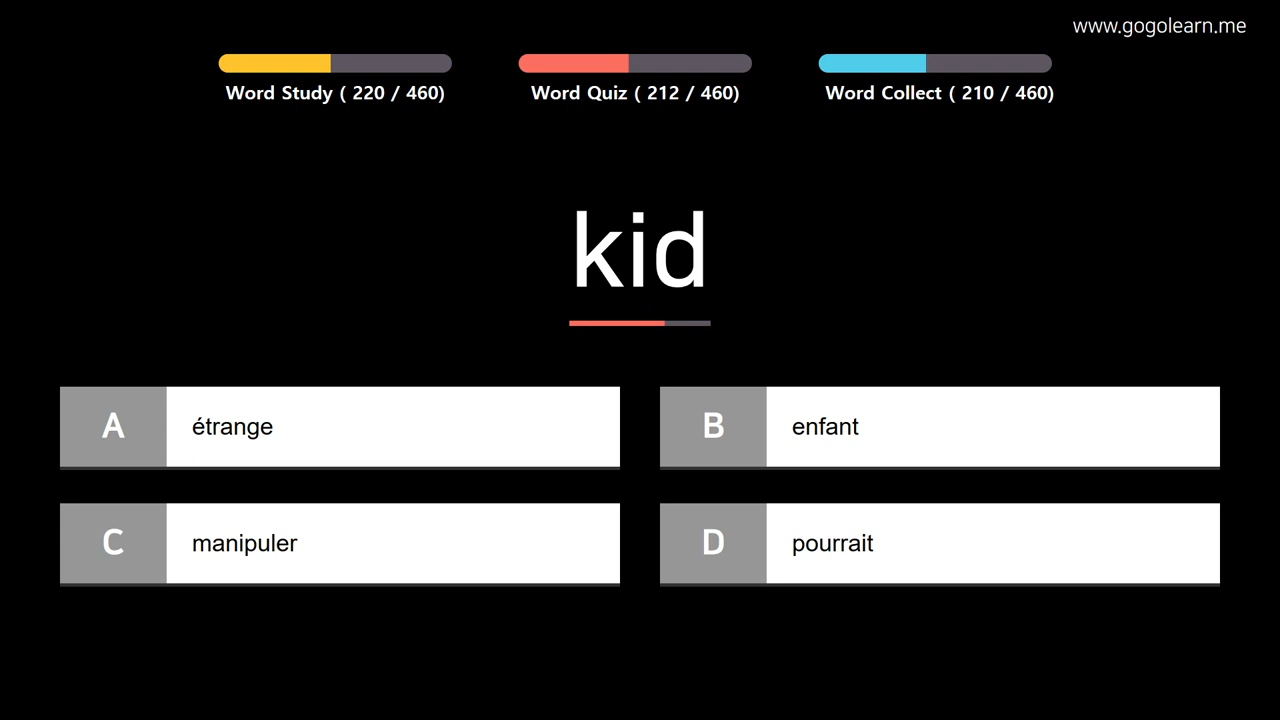 www.gogolearn.me
Word Study ( 220 / 460)
Word Quiz ( 212 / 460)
Word Collect ( 210 / 460)
kid
A étrange
B enfant
C manipuler
D pourrait